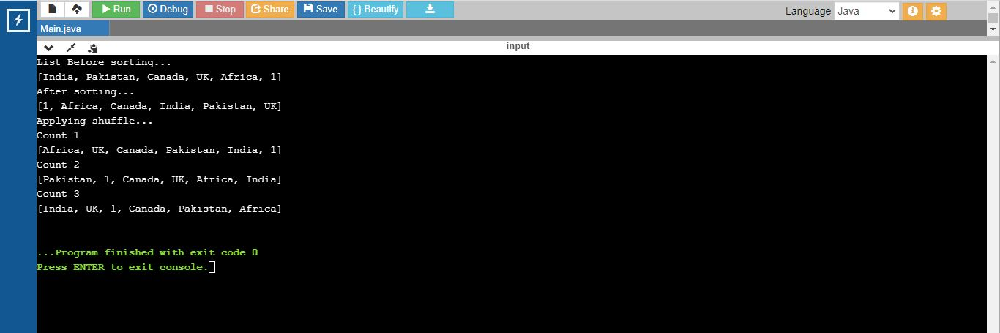 Run Debug Stop Share Save { } Beautify Language Java
Main.java
input
List Before sorting...
[India, Pakistan, Canada, UK, Africa, 1]
After sorting...
[1, Africa, Canada, India, Pakistan, UK]
Applying shuffle...
Count 1
[Africa, UK, Canada, Pakistan, India, 1]
Count 2
[Pakistan, 1, Canada, UK, Africa, India]
Count 3
[India, UK, 1, Canada, Pakistan, Africa]
...Program finished with exit code 0
Press ENTER to exit console.